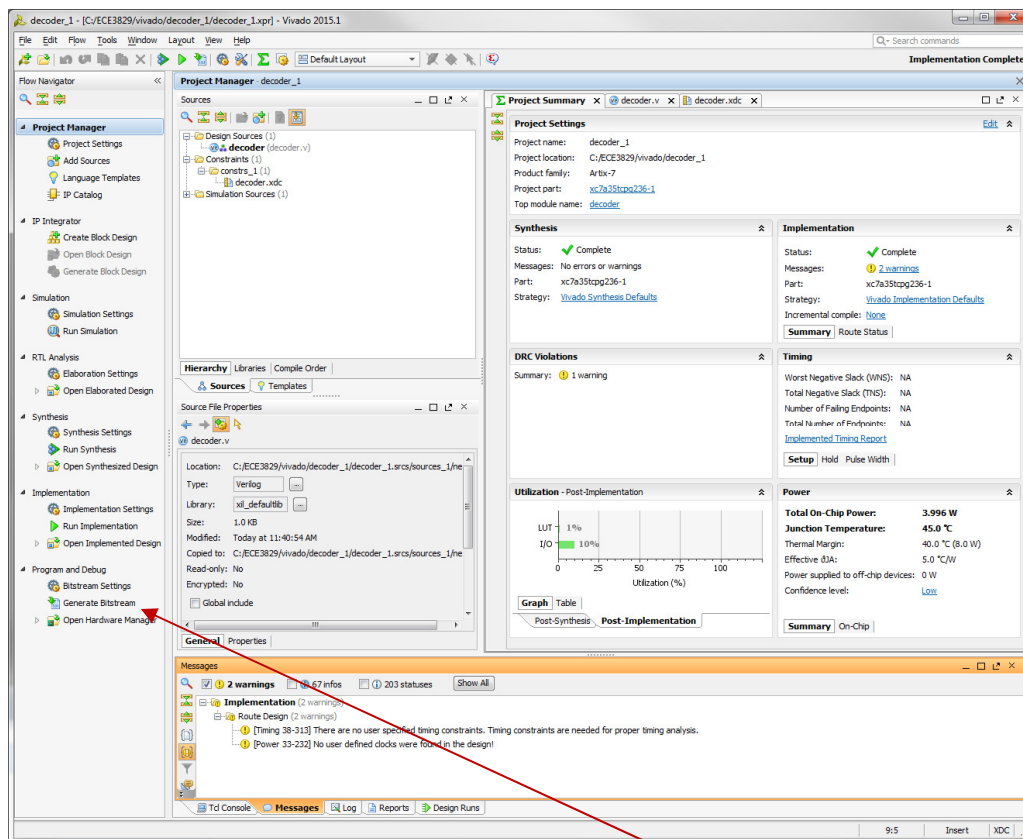 decoder_1 - [C:/ECE3829/vivado/decoder_1/decoder_1.xpr] - Vivado 2015.1
File Edit Flow Tools Window Layout View Help
Q- Search commands
Default Layout
Implementation Complete
Flow Navigator
Project Manager
Project Settings
Add Sources
Language Templates
IP Catalog
IP Integrator
Create Block Design
Open Block Design
Generate Block Design
Simulation
Simulation Settings
Run Simulation
RTL Analysis
Elaboration Settings
Open Elaborated Design
Synthesis
Synthesis Settings
Run Synthesis
Open Synthesized Design
Implementation
Implementation Settings
Run Implementation
Open Implemented Design
Program and Debug
Bitstream Settings
Generate Bitstream
Open Hardware Manager
Project Manager - decoder_1
Sources
Design Sources (1)
decoder (decoder.v)
Constraints (1)
constrs_1 (1)
decoder.xdc
Simulation Sources (1)
Hierarchy Libraries Compile Order
Sources Templates
Source File Properties
decoder.v
Location: C:/ECE3829/vivado/decoder_1/decoder_1.srcs/sources_1/ne
Type: Verilog ...
Library: xil_defaultlib ...
Size: 1.0 KB
Modified: Today at 11:40:54 AM
Copied to: C:/ECE3829/vivado/decoder_1/decoder_1.srcs/sources_1/ne
Read-only: No
Encrypted: No
Global include
General Properties
Project Summary decoder.v decoder.xdc
Project Settings Edit
Project name: decoder_1
Project location: C:/ECE3829/vivado/decoder_1
Product family: Artix-7
Project part: xc7a35tcpg236-1
Top module name: decoder
Synthesis
Status: Complete
Messages: No errors or warnings
Part: xc7a35tcpg236-1
Strategy: Vivado Synthesis Defaults
Implementation
Status: Complete
Messages: 2 warnings
Part: xc7a35tcpg236-1
Strategy: Vivado Implementation Defaults
Incremental compile: None
Summary Route Status
DRC Violations
Summary: 1 warning
Timing
Worst Negative Slack (WNS): NA
Total Negative Slack (TNS): NA
Number of Failing Endpoints: NA
Total Number of Endpoints: NA
Implemented Timing Report
Setup Hold Pulse Width
Utilization - Post-Implementation
LUT 1%
I/O 10%
0 25 50 75 100
Utilization (%)
Graph Table
Post-Synthesis Post-Implementation
Power
Total On-Chip Power: 3.996 W
Junction Temperature: 45.0 °C
Thermal Margin: 40.0 °C (8.0 W)
Effective ϑJA: 5.0 °C/W
Power supplied to off-chip devices: 0 W
Confidence level: Low
Summary On-Chip
Messages
2 warnings 67 infos 203 statuses Show All
Implementation (2 warnings)
Route Design (2 warnings)
[Timing 38-313] There are no user specified timing constraints. Timing constraints are needed for proper timing analysis.
[Power 33-232] No user defined clocks were found in the design!
Tcl Console Messages Log Reports Design Runs
9:5 Insert XDC